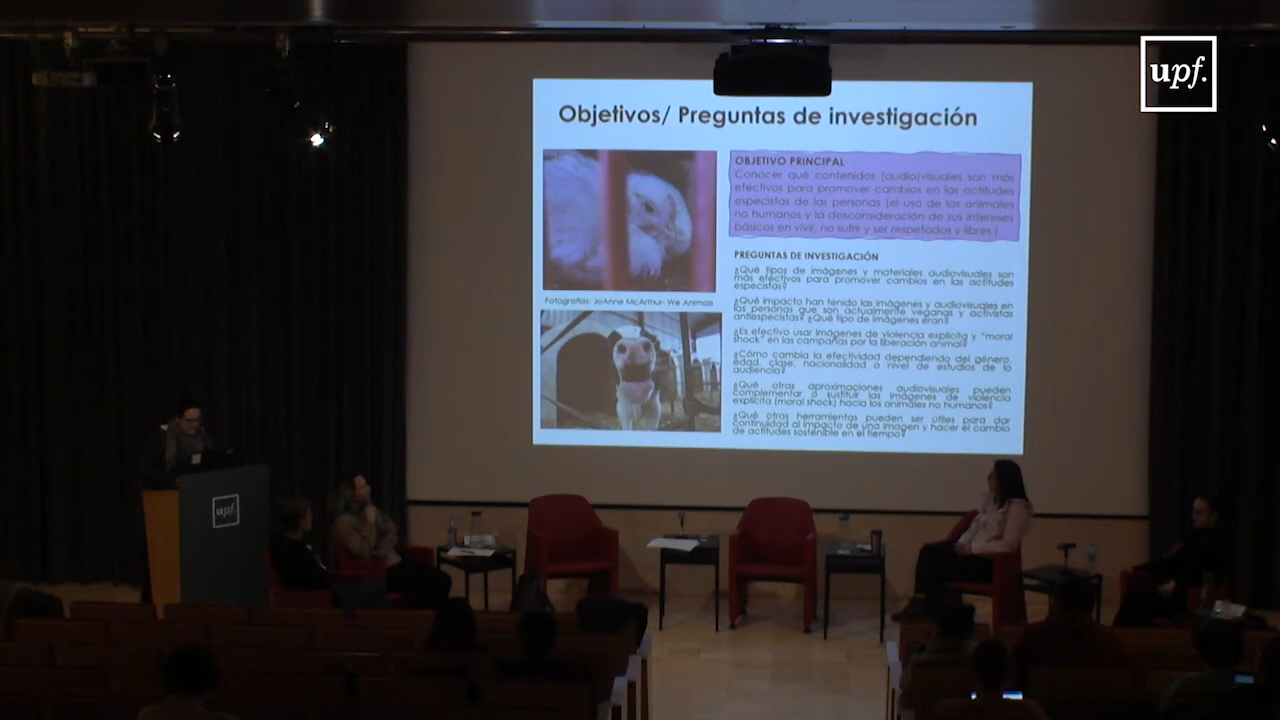 upf.
Objetivos/ Preguntas de investigación
OBJETIVO PRINCIPAL
Conocer qué contenidos (audio)visuales son más
efectivos para promover cambios en las actitudes
especistas de las personas (el uso de los animales
no humanos y la desconsideración de sus intereses
básicos en vivir, no sufrir y ser respetados y libres.)
Fotografías: JoAnne McArthur- We Animals
PREGUNTAS DE INVESTIGACIÓN
¿Qué tipos de imágenes y materiales audiovisuales son
más efectivos para promover cambios en las actitudes
especistas?
¿Qué impacto han tenido las imágenes y audiovisuales en
las personas que son actualmente veganas y activistas
antiespecistas? ¿Qué tipo de imágenes eran?
¿Es efectivo usar imágenes de violencia explícita y "moral
shock" en las campañas por la liberación animal?
¿Cómo cambia la efectividad dependiendo del género,
edad, clase, nacionalidad o nivel de estudios de la
audiencia?
¿Qué otras aproximaciones audiovisuales pueden
complementar o sustituir las imágenes de violencia
explícita (moral shock) hacia los animales no humanos?
¿Qué otras herramientas pueden ser útiles para dar
continuidad al impacto de una imagen y hacer el cambio
de actitudes sostenible en el tiempo?
upf.